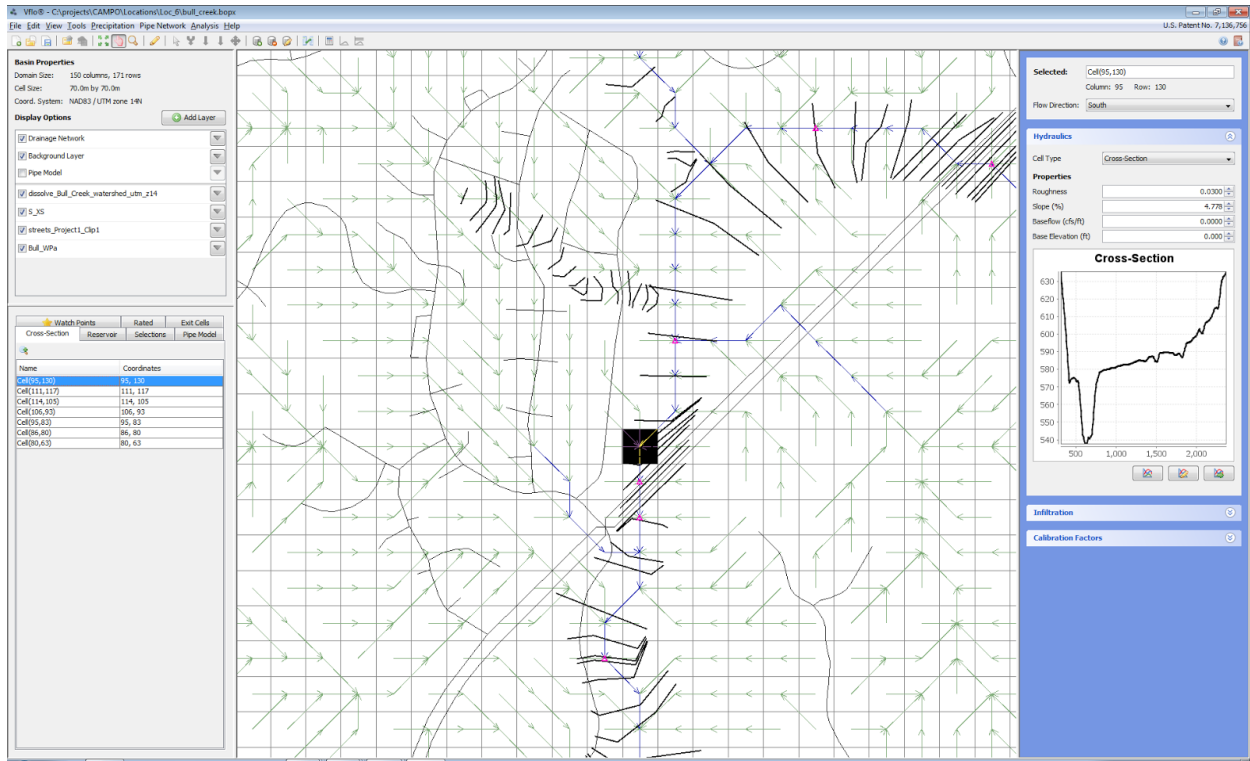 Vflo® - C:\projects\CAMPO\Locations\Loc_6\bull_creek.bopx
File Edit View Tools Precipitation Pipe Network Analysis Help
U.S. Patent No. 7,136,756
Basin Properties
Domain Size: 150 columns, 171 rows
Cell Size: 70.0m by 70.0m
Coord. System: NAD83 / UTM zone 14N
Display Options
Add Layer
Drainage Network
Background Layer
Pipe Model
dissolve_Bull_Creek_watershed_utm_z14
S_XS
streets_Project1_Clip1
Bull_WPa
Watch Points Rated Exit Cells
Cross-Section Reservoir Selections Pipe Model
Name Coordinates
Cell(95,130) 95, 130
Cell(111,117) 111, 117
Cell(114,105) 114, 105
Cell(106,93) 106, 93
Cell(95,83) 95, 83
Cell(86,80) 86, 80
Cell(80,63) 80, 63
Selected: Cell(95,130)
Column: 95 Row: 130
Flow Direction: South
Hydraulics
Cell Type Cross-Section
Properties
Roughness 0.0300
Slope (%) 4.778
Baseflow (cfs/ft) 0.0000
Base Elevation (ft) 0.000
Cross-Section
630
620
610
600
590
580
570
560
550
540
500 1,000 1,500 2,000
Infiltration
Calibration Factors